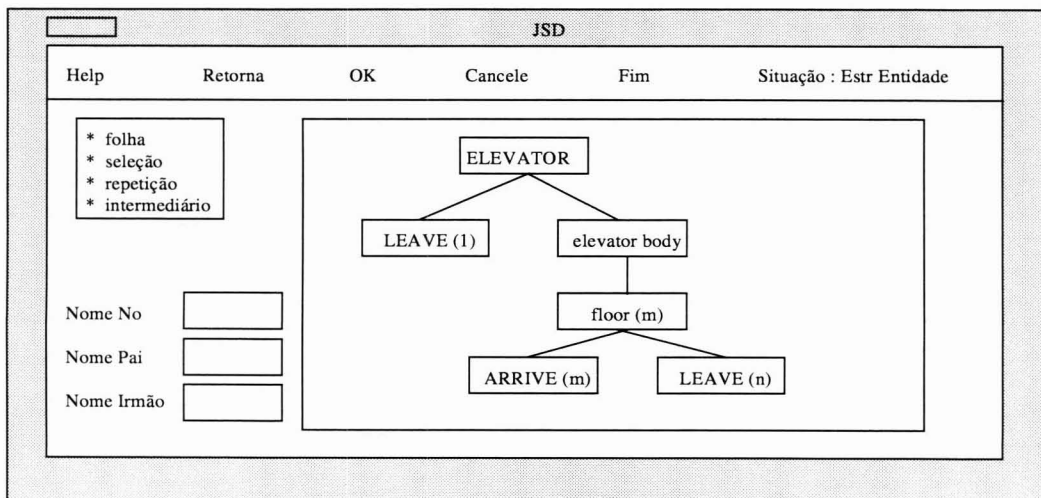 JSD
Help Retorna OK Cancele Fim Situação : Estr Entidade
* folha
* seleção
* repetição
* intermediário
ELEVATOR
LEAVE (1) elevator body
floor (m)
ARRIVE (m) LEAVE (n)
Nome No
Nome Pai
Nome Irmão